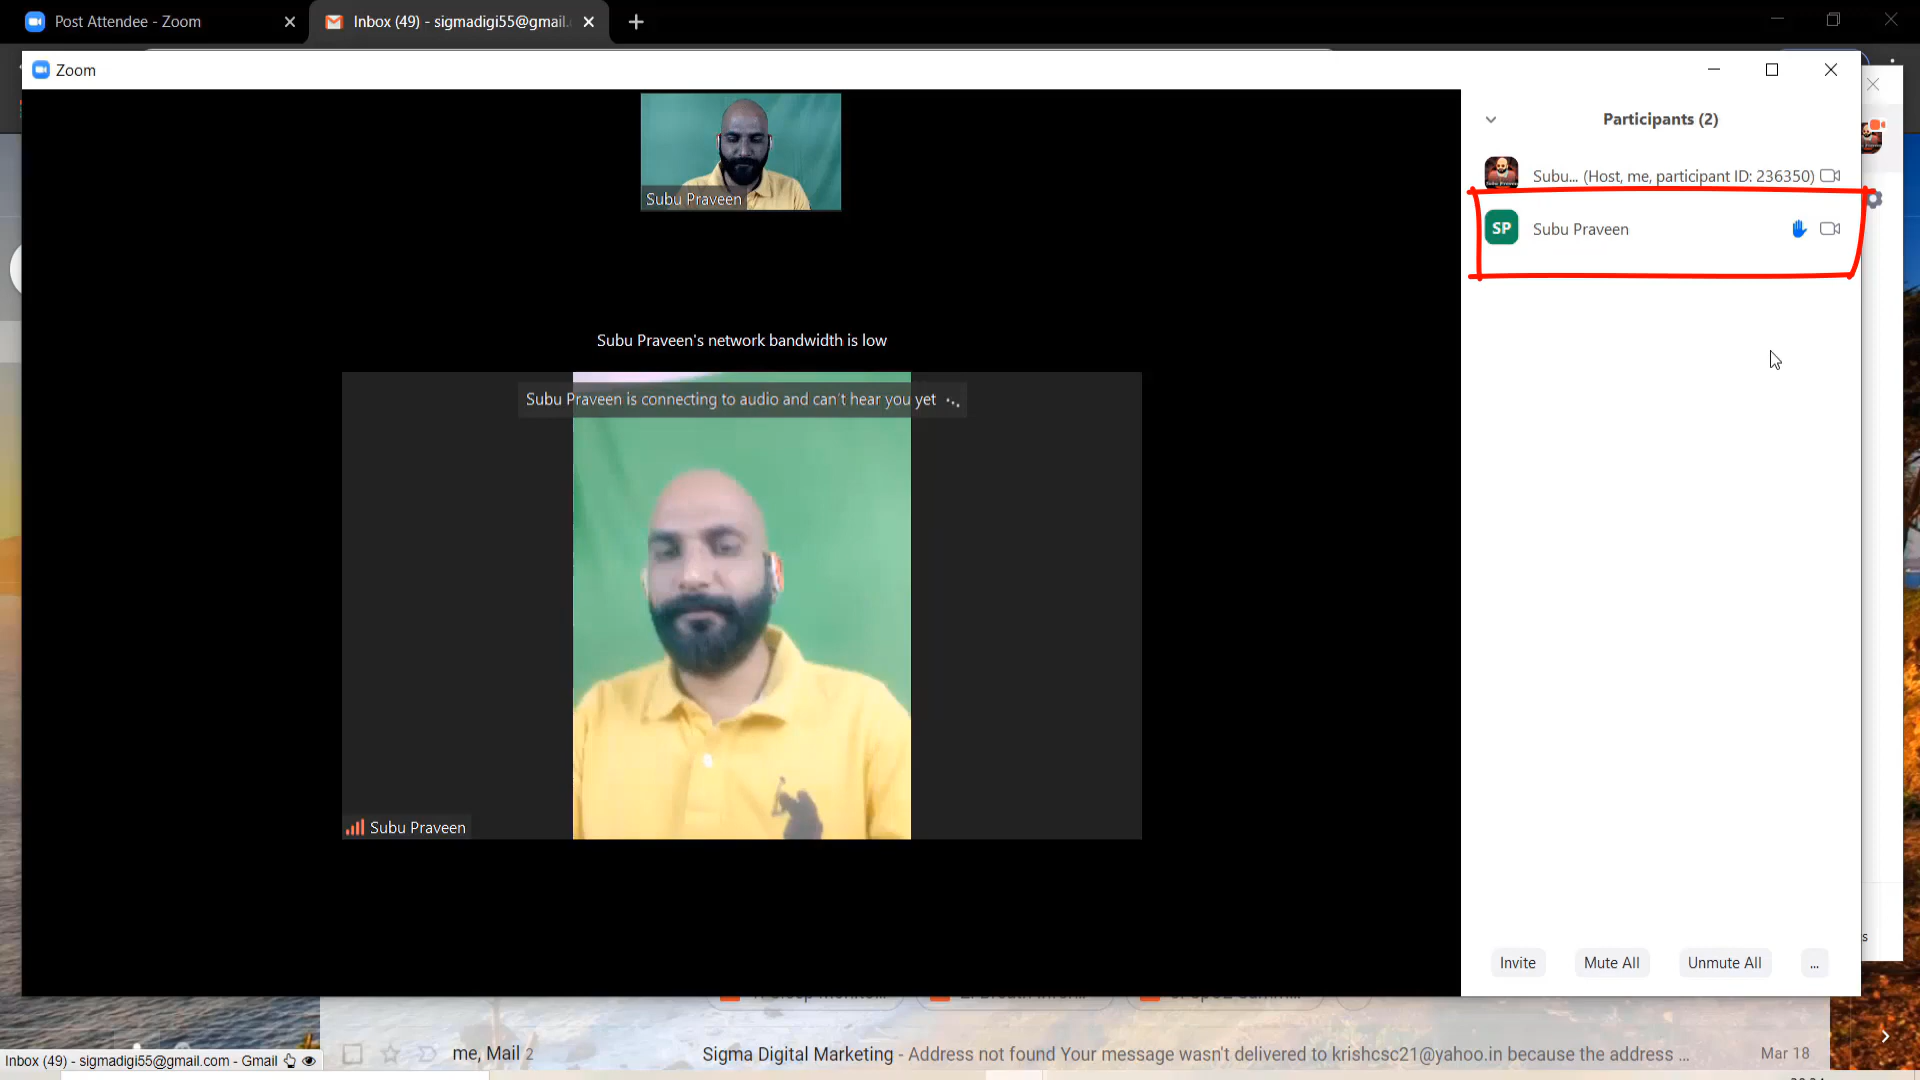 Post Attendee - Zoom
Inbox (49) - sigmadigi55@gmail.
Zoom
Participants (2)
Subu... (Host, me, participant ID: 236350)
SP Subu Praveen
Subu Praveen
Subu Praveen's network bandwidth is low
Subu Praveen is connecting to audio and can't hear you yet
Subu Praveen
Invite
Mute All
Unmute All
...
s
me, Mail 2
Sigma Digital Marketing - Address not found Your message wasn't delivered to krishcsc21@yahoo.in because the address ...
Mar 18
Inbox (49) - sigmadigi55@gmail.com - Gmail